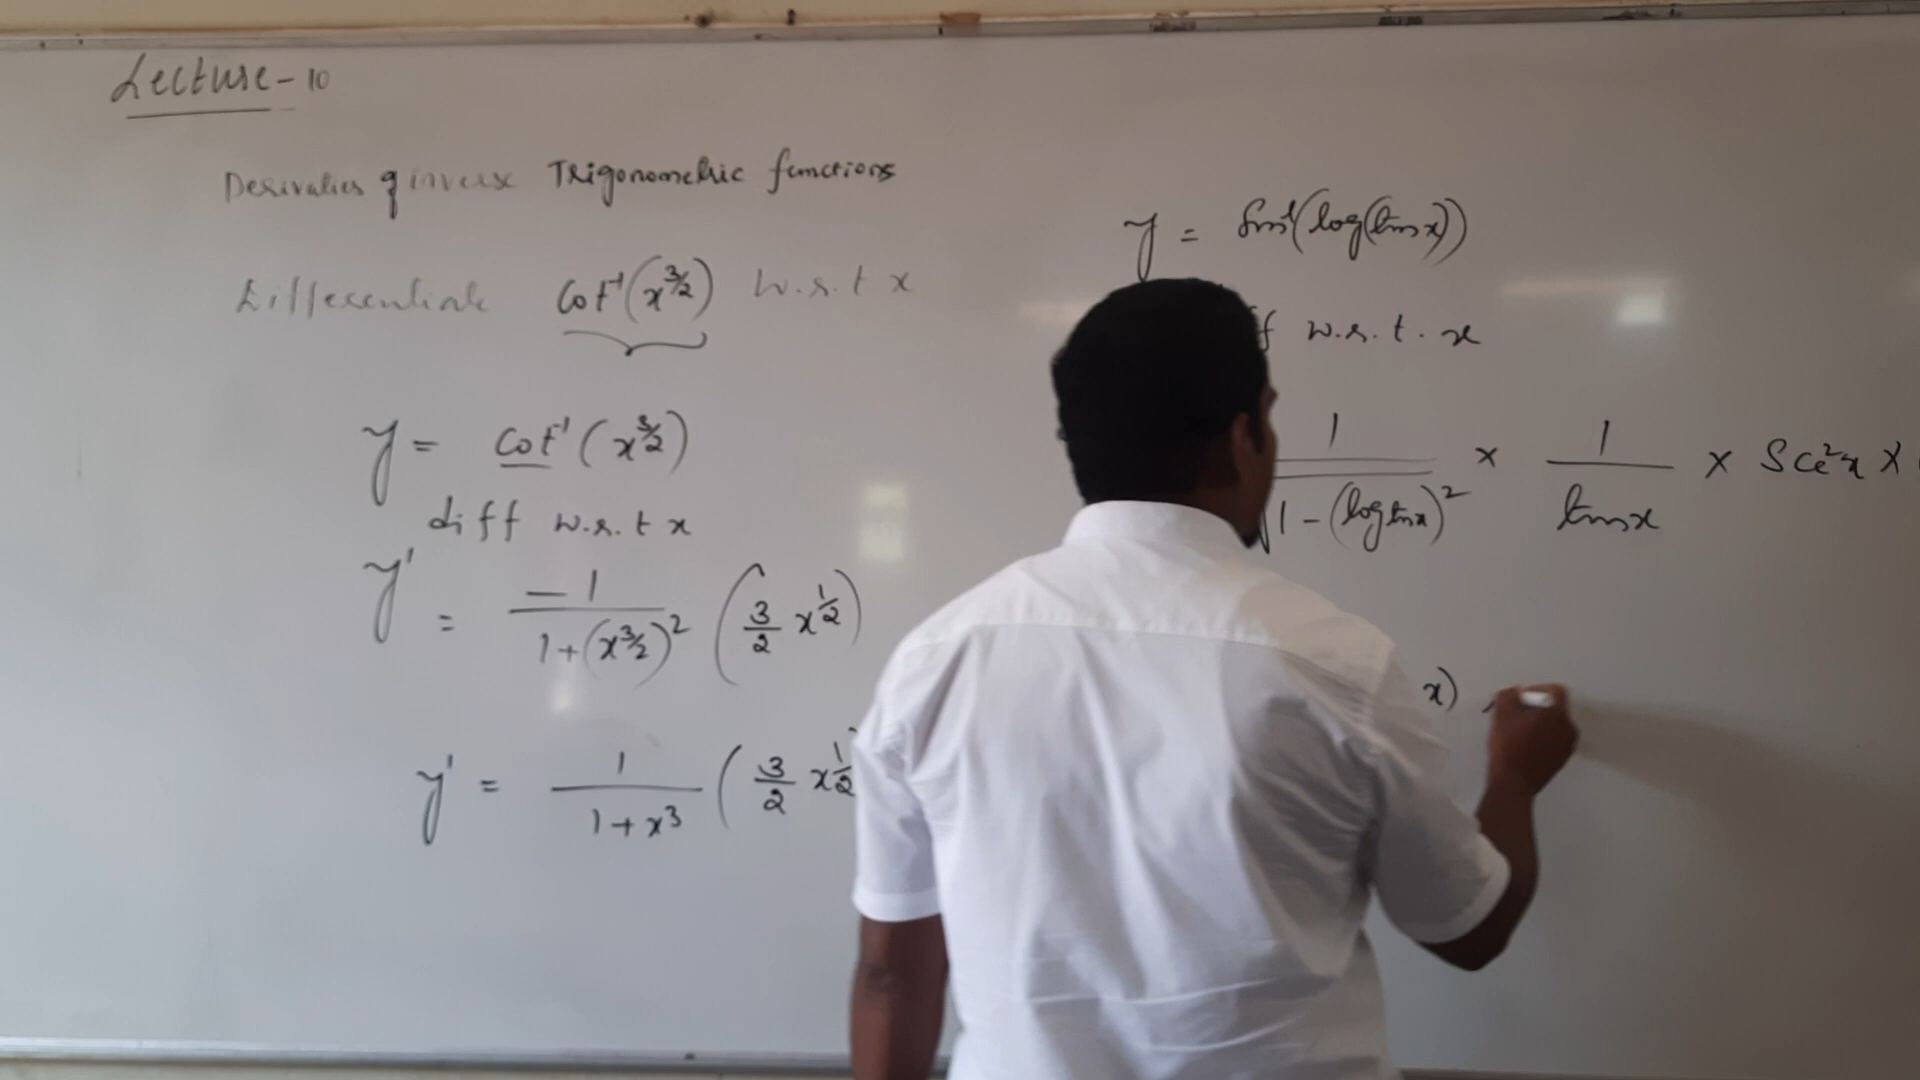 Lecture - 10
Derivaties of inverse Trigonometric functions
Differentiate Cot⁻¹(x^3/2) w.r.t x
y = Cot⁻¹(x^3/2)
diff w.r.t x
y' = -1/(1+(x^3/2)²) (3/2 x^1/2)
y' = 1/(1+x³) (3/2 x^1/2
y = Sin⁻¹(log(tan x))
f w.r.t. x
1/√(1-(log tan x)²) × 1/tan x × Sec²x ×
x)